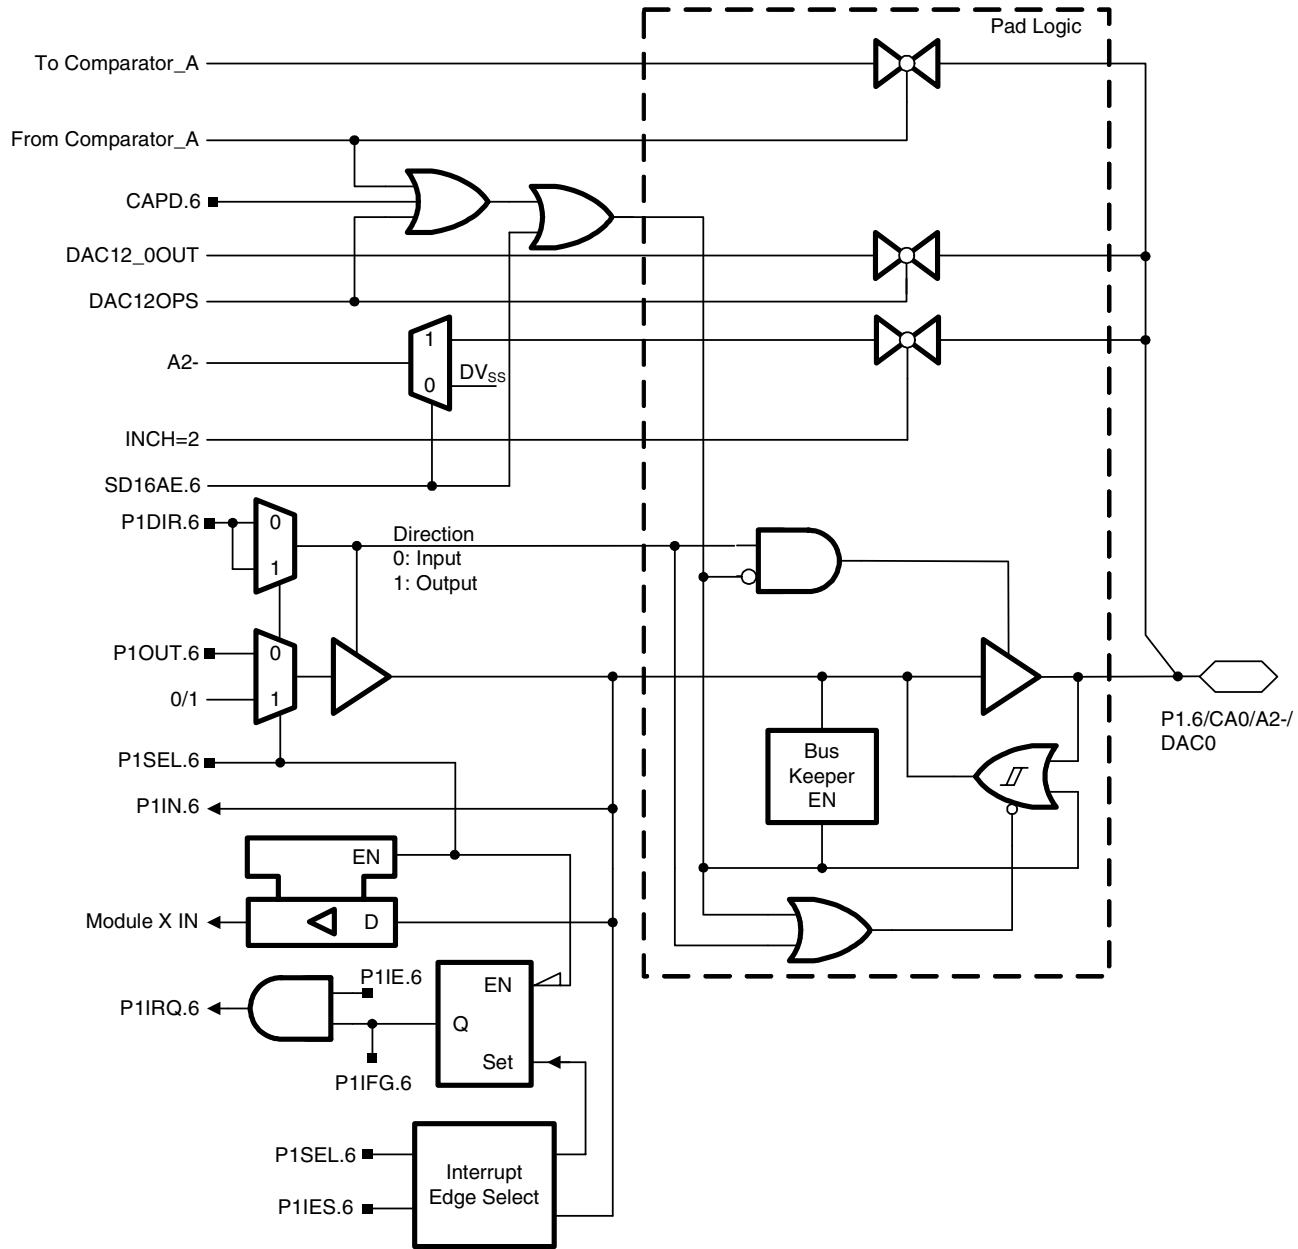 Pad Logic
To Comparator_A
From Comparator_A
CAPD.6
DAC12_0OUT
DAC12OPS
1
A2-
0
DVSS
INCH=2
SD16AE.6
P1DIR.6
0
1
Direction
0: Input
1: Output
P1OUT.6
0
0/1
1
P1.6/CA0/A2-/
DAC0
P1SEL.6
Bus
Keeper
EN
P1IN.6
EN
Module X IN
D
P1IE.6
EN
P1IRQ.6
Q
Set
P1IFG.6
P1SEL.6
Interrupt
Edge Select
P1IES.6